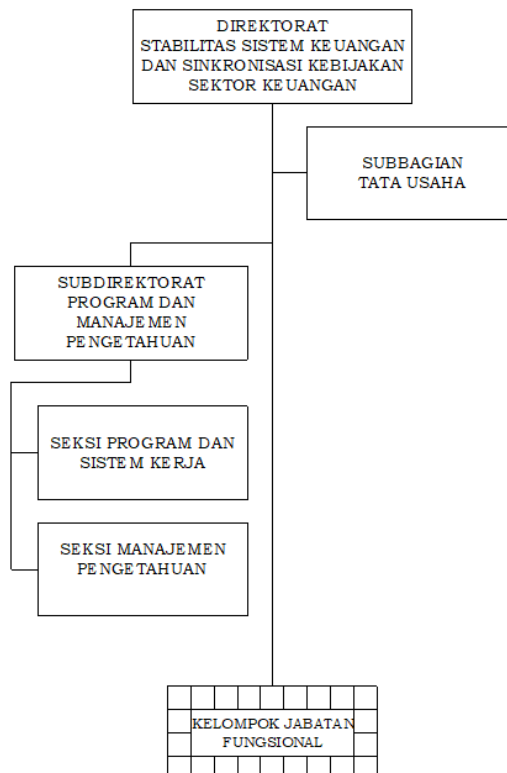 DIREKTORAT
STABILITAS SISTEM KEUANGAN
DAN SINKRONISASI KEBIJAKAN
SEKTOR KEUANGAN
SUBBAGIAN
TATA USAHA
SUBDIREKTORAT
PROGRAM DAN
MANAJEMEN
PENGETAHUAN
SEKSI PROGRAM DAN
SISTEM KERJA
SEKSI MANAJEMEN
PENGETAHUAN
KELOMPOK JABATAN
FUNGSIONAL